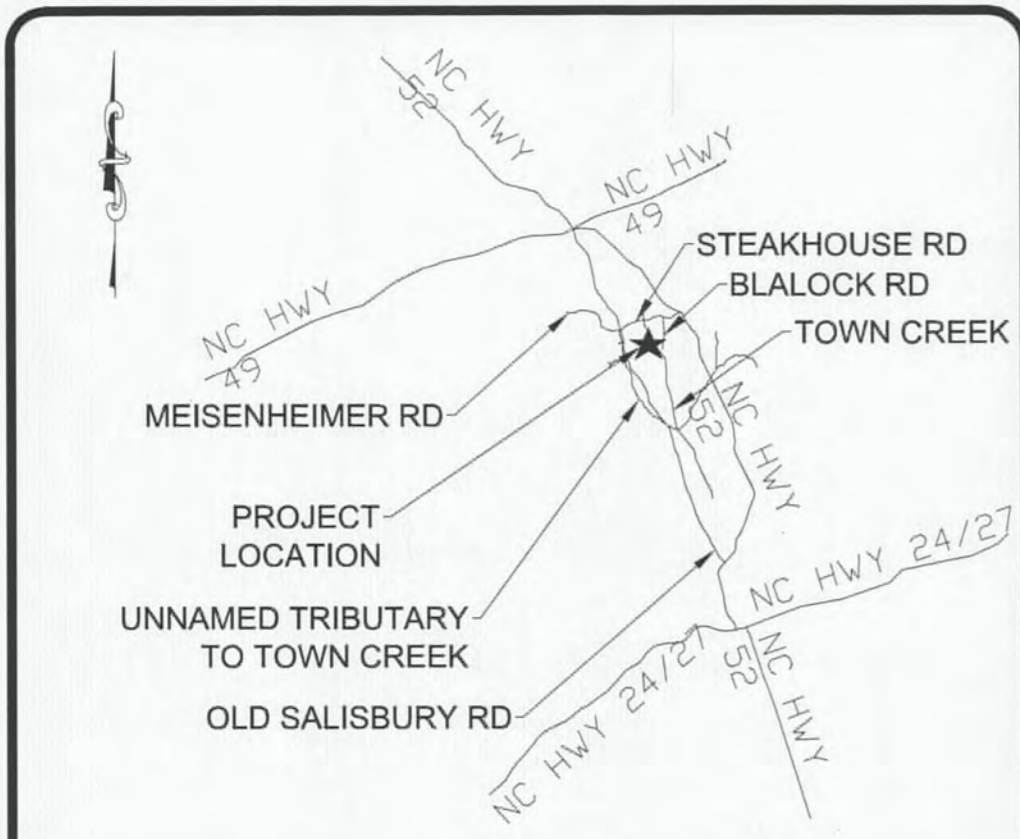 NC HWY
52
NC HWY
49
STEAKHOUSE RD
BLALOCK RD
TOWN CREEK
NC HWY
49
MEISENHEIMER RD
52
NC HWY
PROJECT
LOCATION
UNNAMED TRIBUTARY
TO TOWN CREEK
OLD SALISBURY RD
NC HWY 24/27
NC HWY 24/27
52
NC HWY